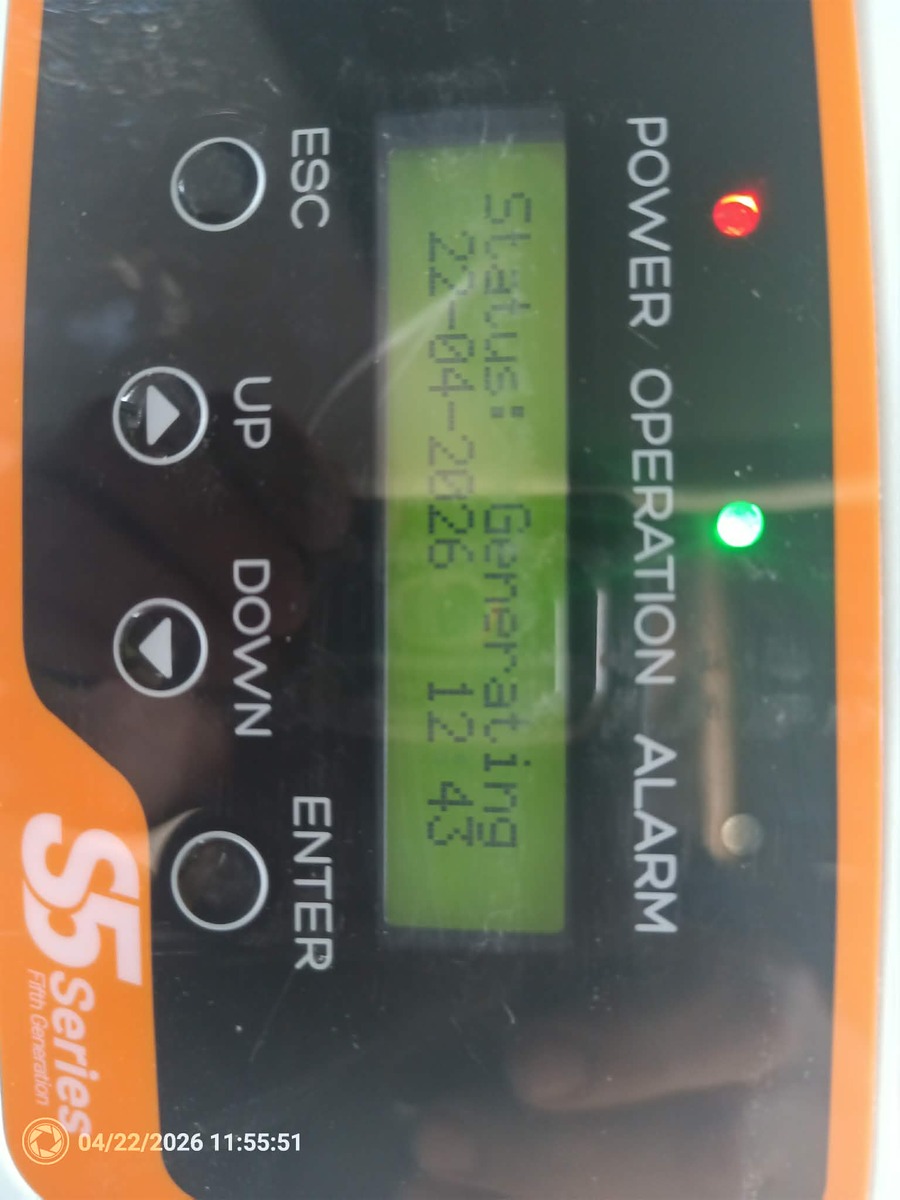 POWER OPERATION ALARM
Status: Generating
22-04-2026 12 43
ESC UP DOWN ENTER
S5 Series
Fifth Generation
04/22/2026 11:55:51